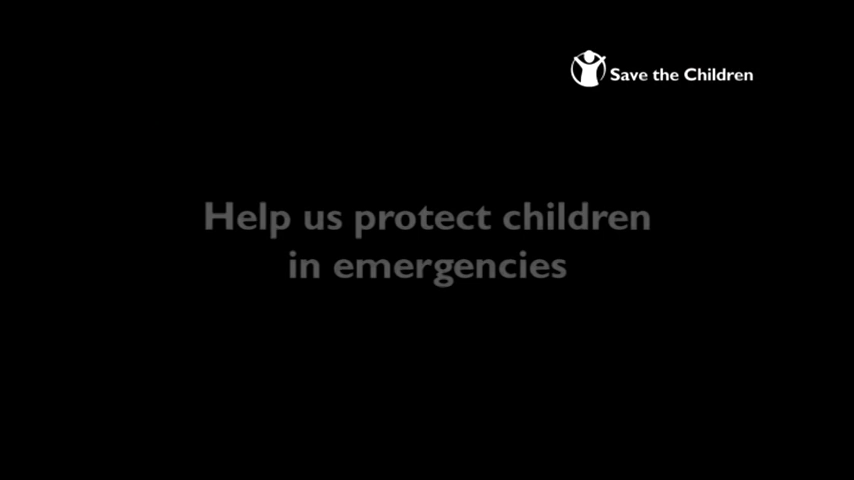 Save the Children
Help us protect children
in emergencies